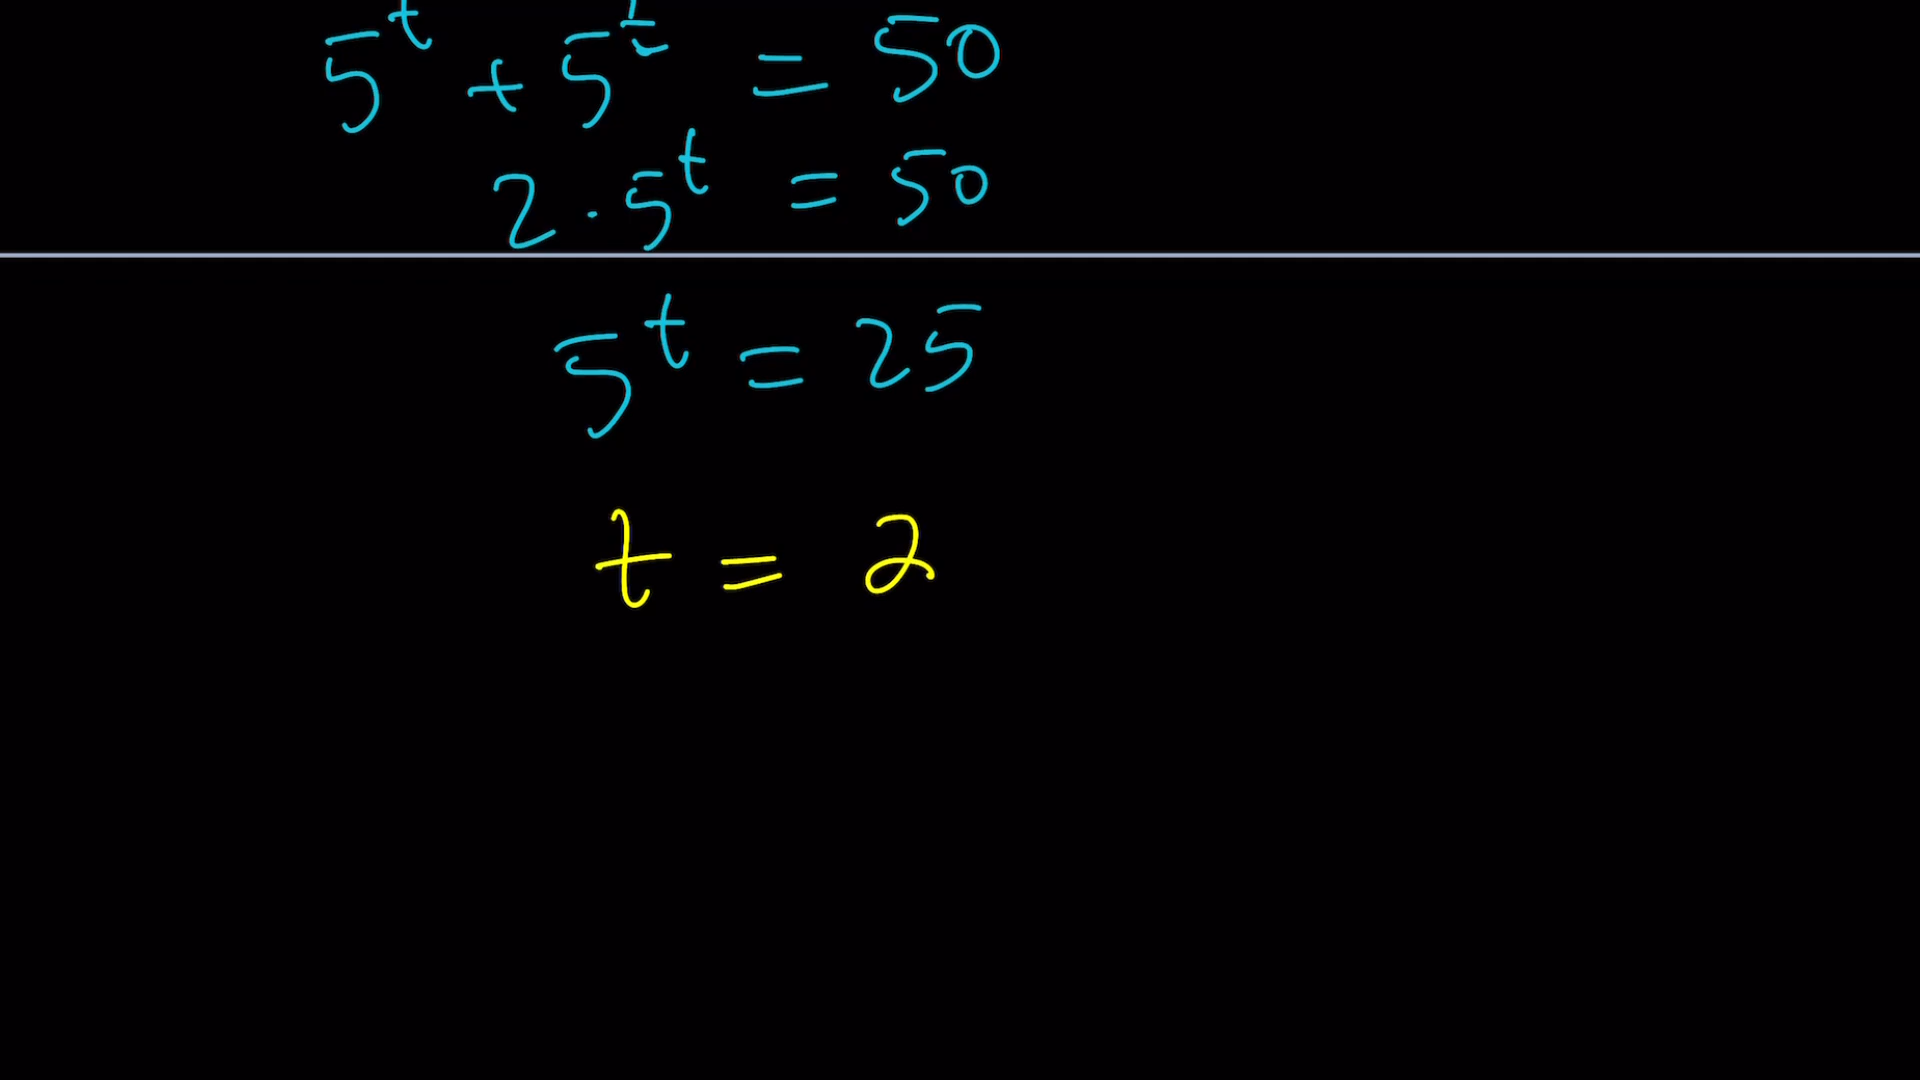 5^t + 5^t = 50
2 · 5^t = 50
5^t = 25
t = 2